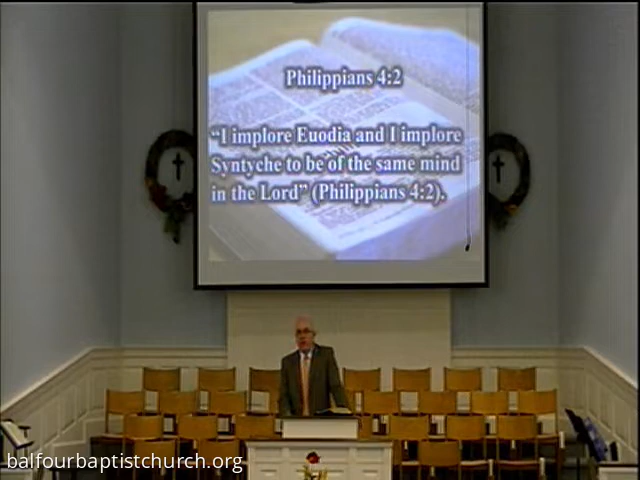 Philippians 4:2
“I implore Euodia and I implore
Syntyche to be of the same mind
in the Lord” (Philippians 4:2).
balfourbaptistchurch.org